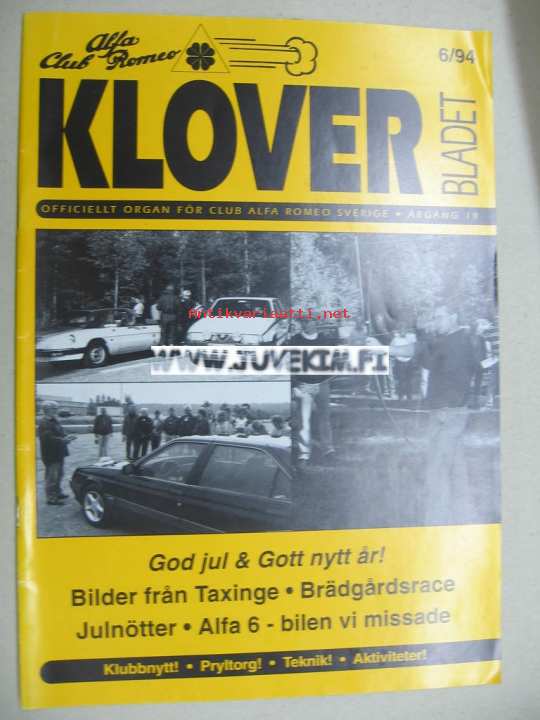 Alfa
Club Romeo
6/94
KLOVER
BLADET
OFFICIELLT ORGAN FÖR CLUB ALFA ROMEO SVERIGE • ÅRGÅNG 19
antikvariaatti.net
WWW.JUVEKIM.FI
God jul & Gott nytt år!
Bilder från Taxinge • Brädgårdsrace
Julnötter • Alfa 6 - bilen vi missade
Klubbnytt! • Pryltorg! • Teknik! • Aktiviteter!